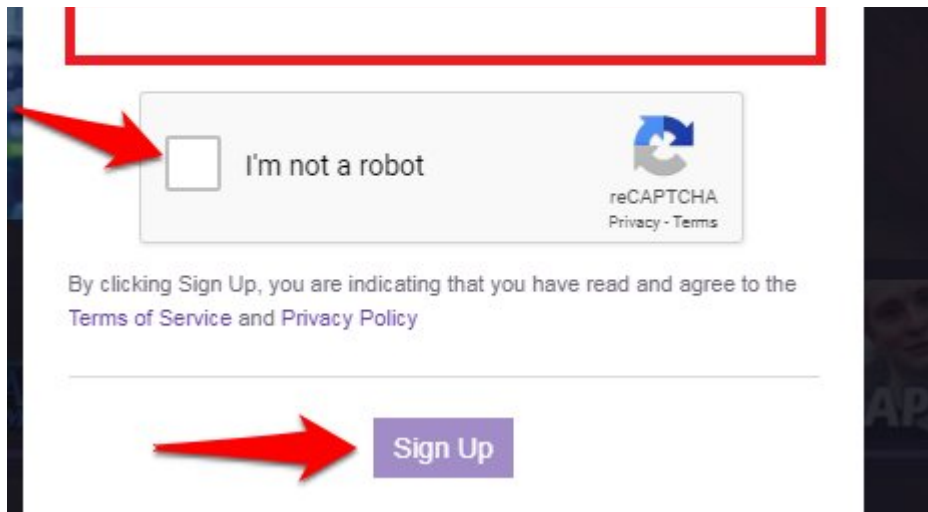 I'm not a robot
reCAPTCHA
Privacy - Terms
By clicking Sign Up, you are indicating that you have read and agree to the
Terms of Service and Privacy Policy
Sign Up
AP